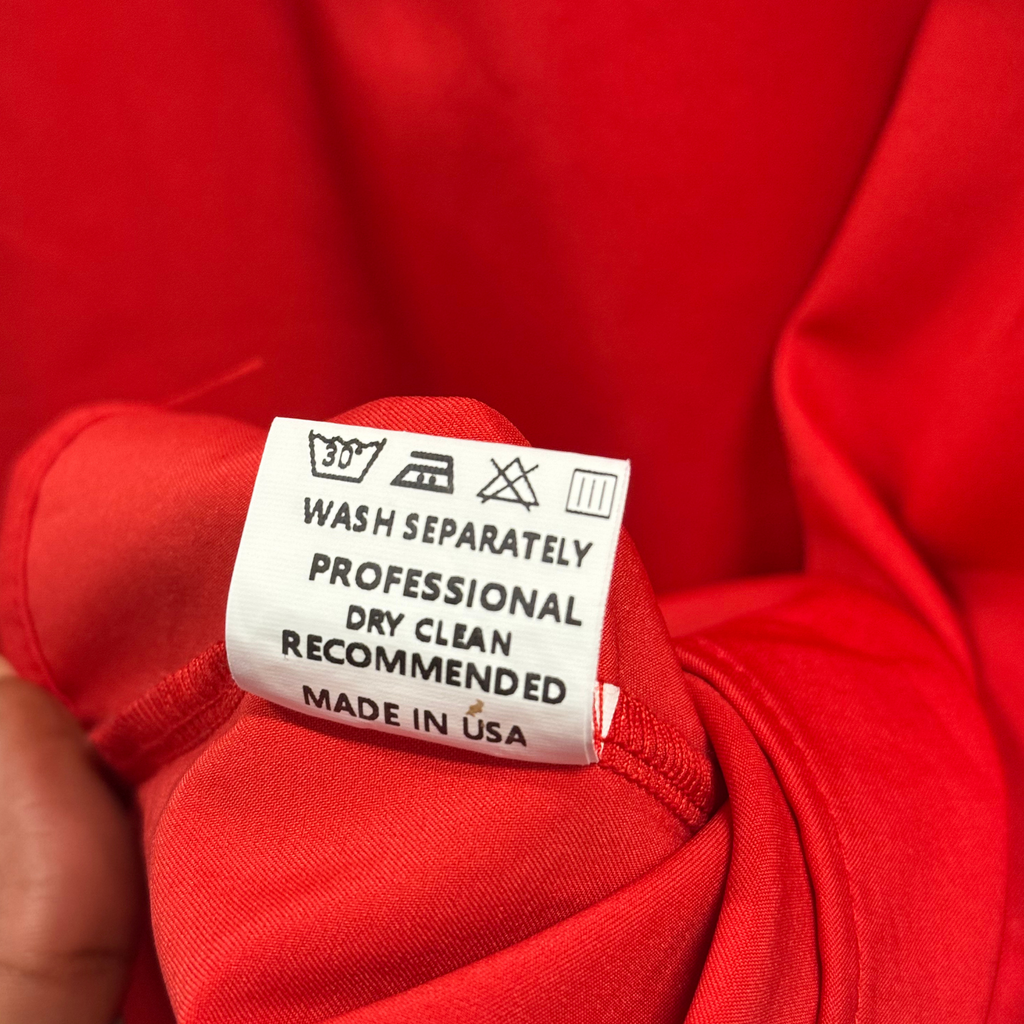 30°
WASH SEPARATELY
PROFESSIONAL
DRY CLEAN
RECOMMENDED
MADE IN USA